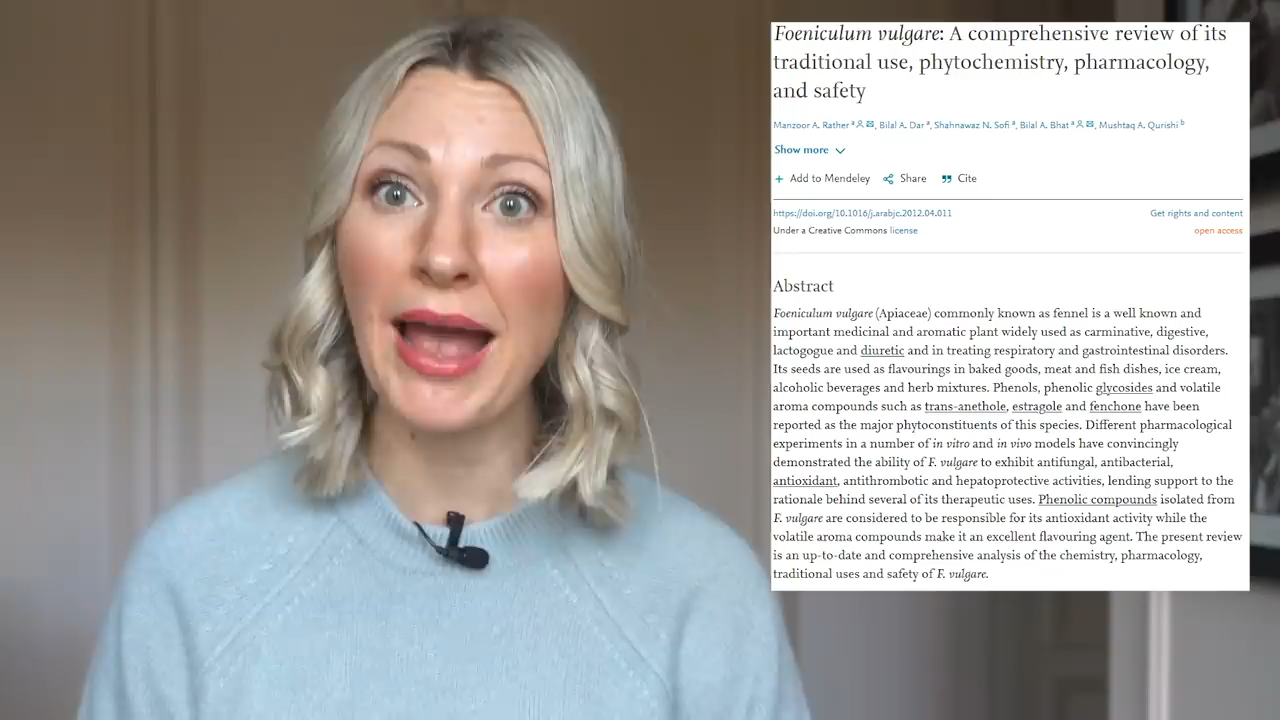 Foeniculum vulgare: A comprehensive review of its
traditional use, phytochemistry, pharmacology,
and safety
Manzoor A. Rather a, Bilal A. Dar a, Shahnawaz N. Sofi a, Bilal A. Bhat a, Mushtaq A. Qurishi b
Show more
+ Add to Mendeley Share Cite
https://doi.org/10.1016/j.arabjc.2012.04.011 Get rights and content
Under a Creative Commons license open access
Abstract
Foeniculum vulgare (Apiaceae) commonly known as fennel is a well known and
important medicinal and aromatic plant widely used as carminative, digestive,
lactogogue and diuretic and in treating respiratory and gastrointestinal disorders.
Its seeds are used as flavourings in baked goods, meat and fish dishes, ice cream,
alcoholic beverages and herb mixtures. Phenols, phenolic glycosides and volatile
aroma compounds such as trans-anethole, estragole and fenchone have been
reported as the major phytoconstituents of this species. Different pharmacological
experiments in a number of in vitro and in vivo models have convincingly
demonstrated the ability of F. vulgare to exhibit antifungal, antibacterial,
antioxidant, antithrombotic and hepatoprotective activities, lending support to the
rationale behind several of its therapeutic uses. Phenolic compounds isolated from
F. vulgare are considered to be responsible for its antioxidant activity while the
volatile aroma compounds make it an excellent flavouring agent. The present review
is an up-to-date and comprehensive analysis of the chemistry, pharmacology,
traditional uses and safety of F. vulgare.